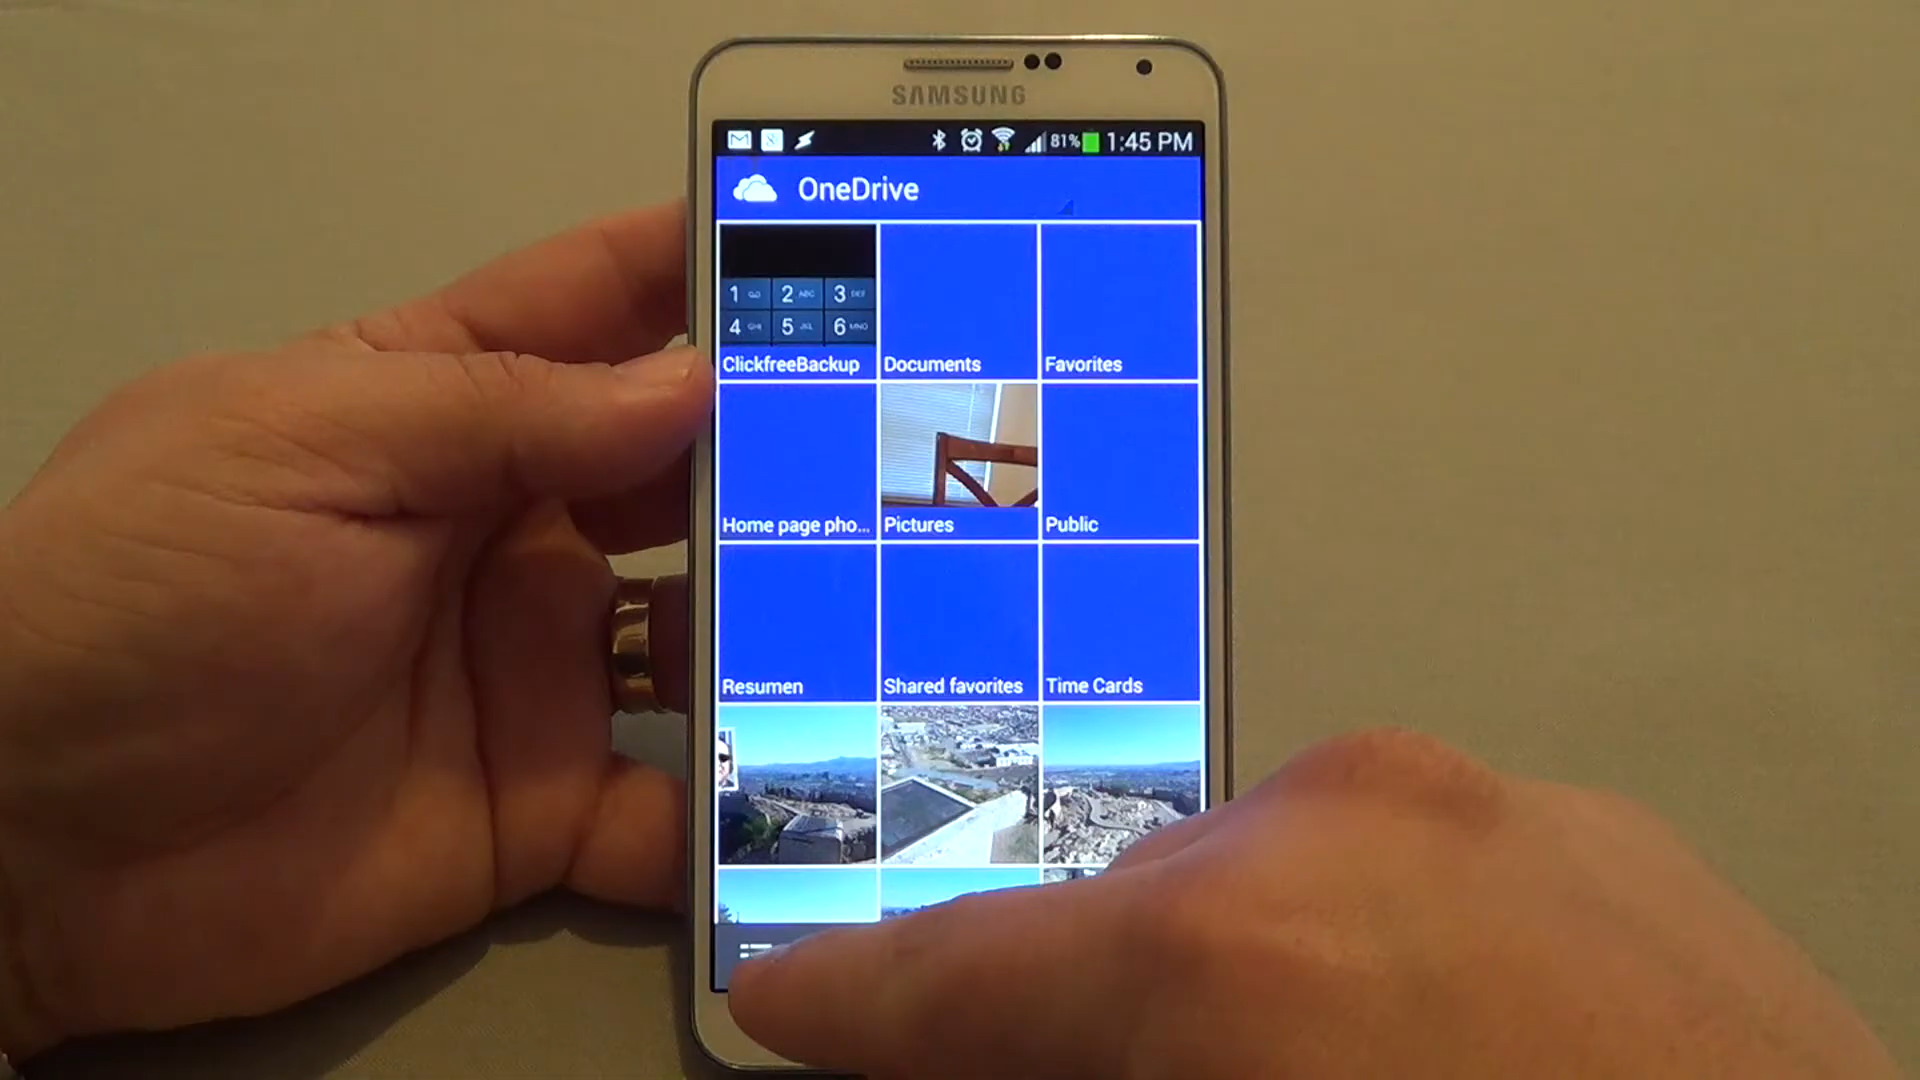 SAMSUNG
81% 1:45 PM
OneDrive
1 2 ABC 3 DEF
4 GHI 5 JKL 6 MNO
ClickfreeBackup Documents Favorites
Home page pho... Pictures Public
Resumen Shared favorites Time Cards